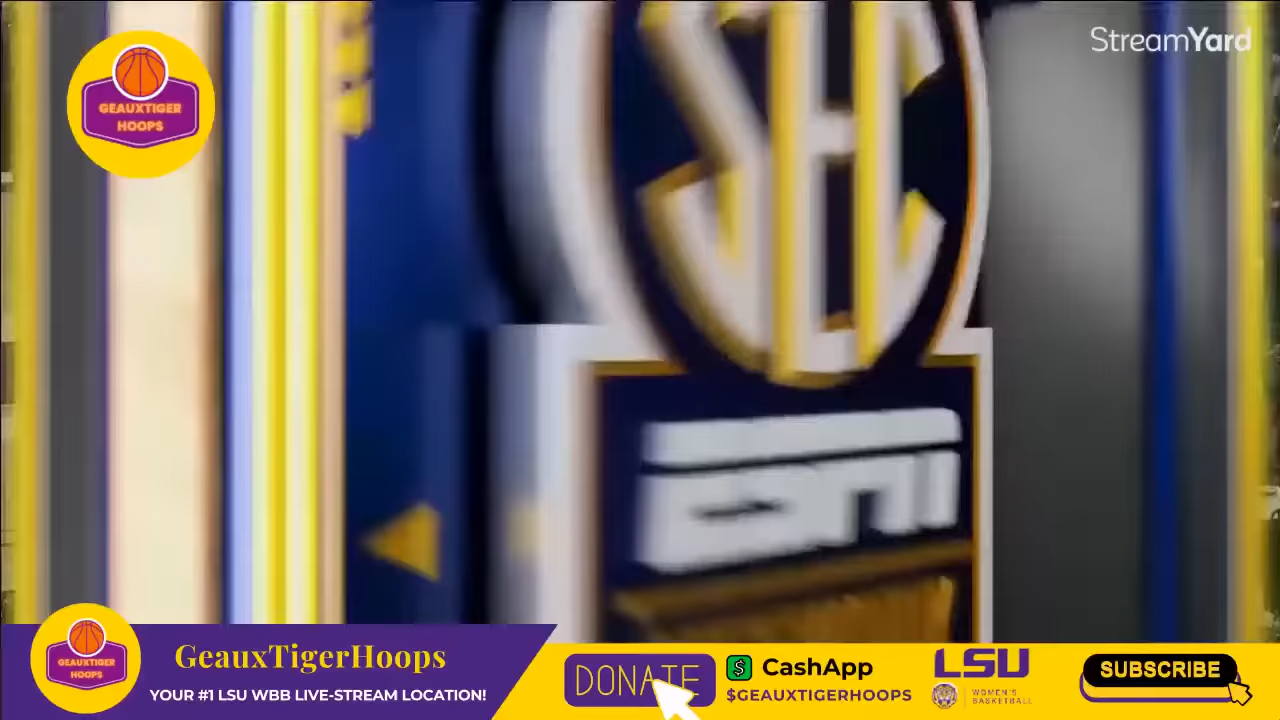 StreamYard
GEAUXTIGER
HOOPS
SEC
ESPN
GEAUXTIGER
HOOPS
GeauxTigerHoops
YOUR #1 LSU WBB LIVE-STREAM LOCATION!
DONATE
$ CashApp
$GEAUXTIGERHOOPS
LSU
WOMEN'S
BASKETBALL
SUBSCRIBE